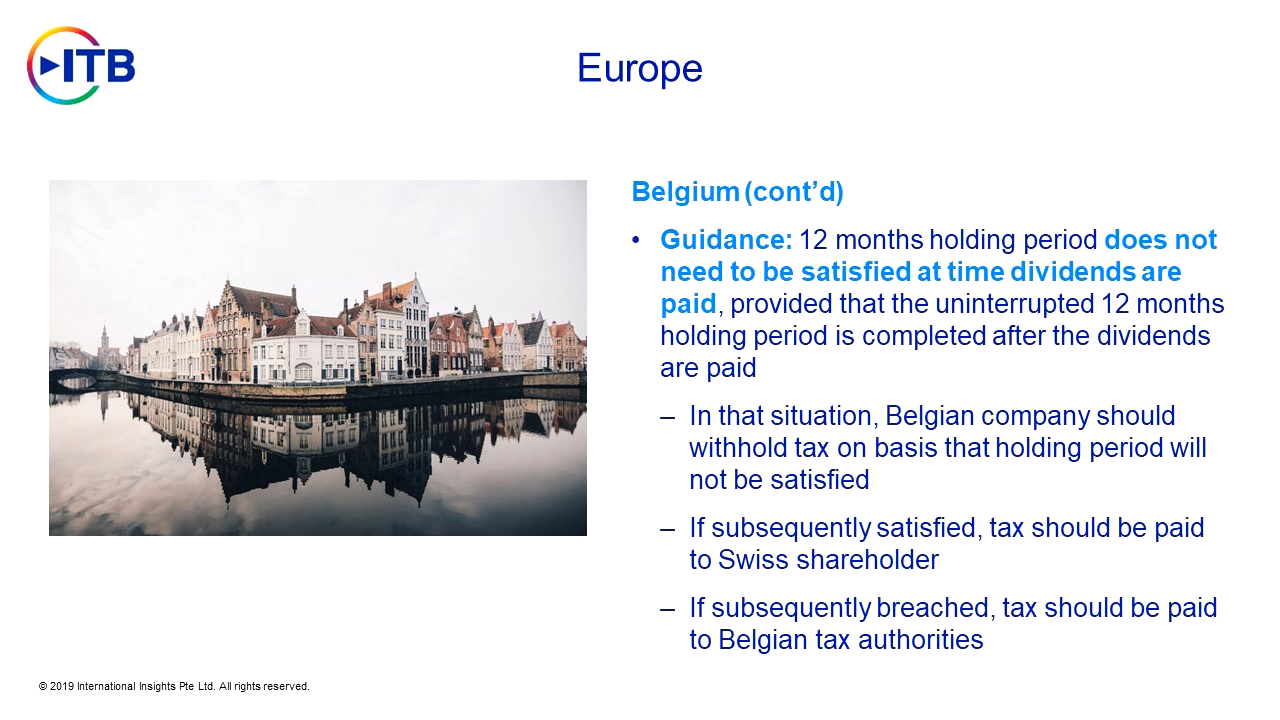 ITB
Europe
Belgium (cont’d)
• Guidance: 12 months holding period does not
need to be satisfied at time dividends are
paid, provided that the uninterrupted 12 months
holding period is completed after the dividends
are paid
– In that situation, Belgian company should
withhold tax on basis that holding period will
not be satisfied
– If subsequently satisfied, tax should be paid
to Swiss shareholder
– If subsequently breached, tax should be paid
to Belgian tax authorities
© 2019 International Insights Pte Ltd. All rights reserved.